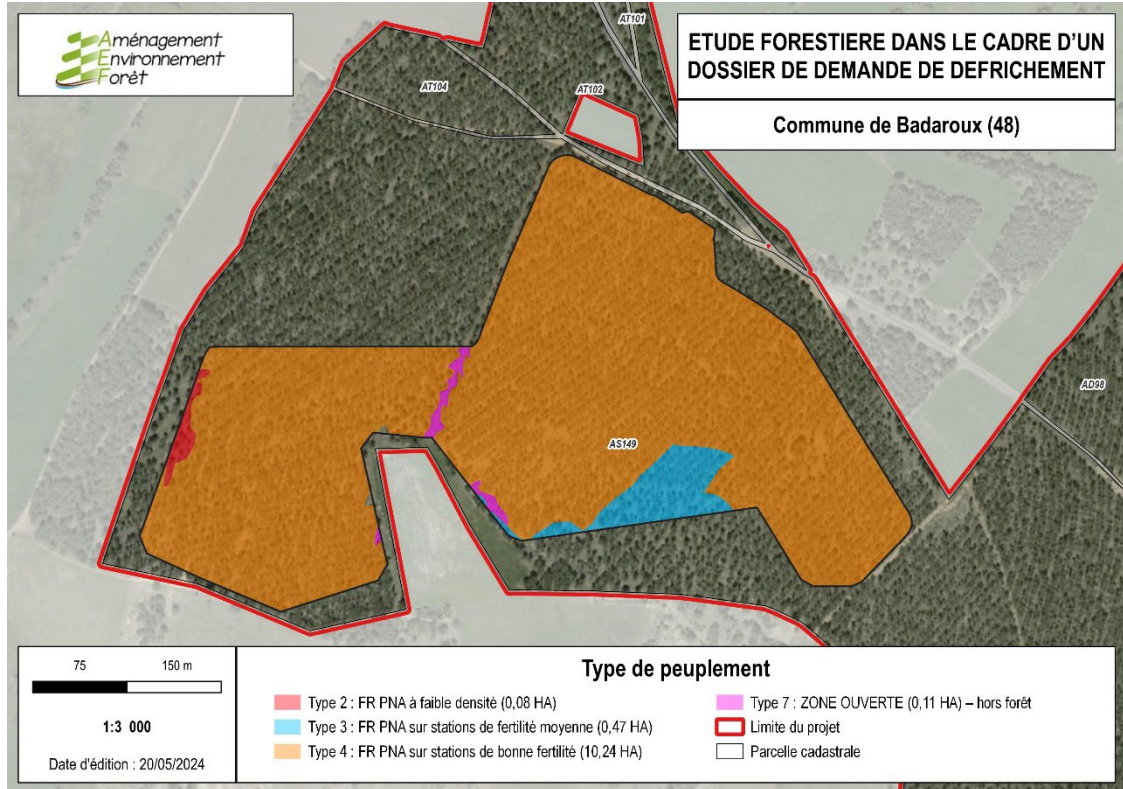 Aménagement
Environnement
Forêt
ETUDE FORESTIERE DANS LE CADRE D'UN
DOSSIER DE DEMANDE DE DEFRICHEMENT
Commune de Badaroux (48)
AT101
AT104
AT102
AD98
AS149
75 150 m
1:3 000
Date d'édition : 20/05/2024
Type de peuplement
Type 2 : FR PNA à faible densité (0,08 HA)
Type 3 : FR PNA sur stations de fertilité moyenne (0,47 HA)
Type 4 : FR PNA sur stations de bonne fertilité (10,24 HA)
Type 7 : ZONE OUVERTE (0,11 HA) – hors forêt
Limite du projet
Parcelle cadastrale